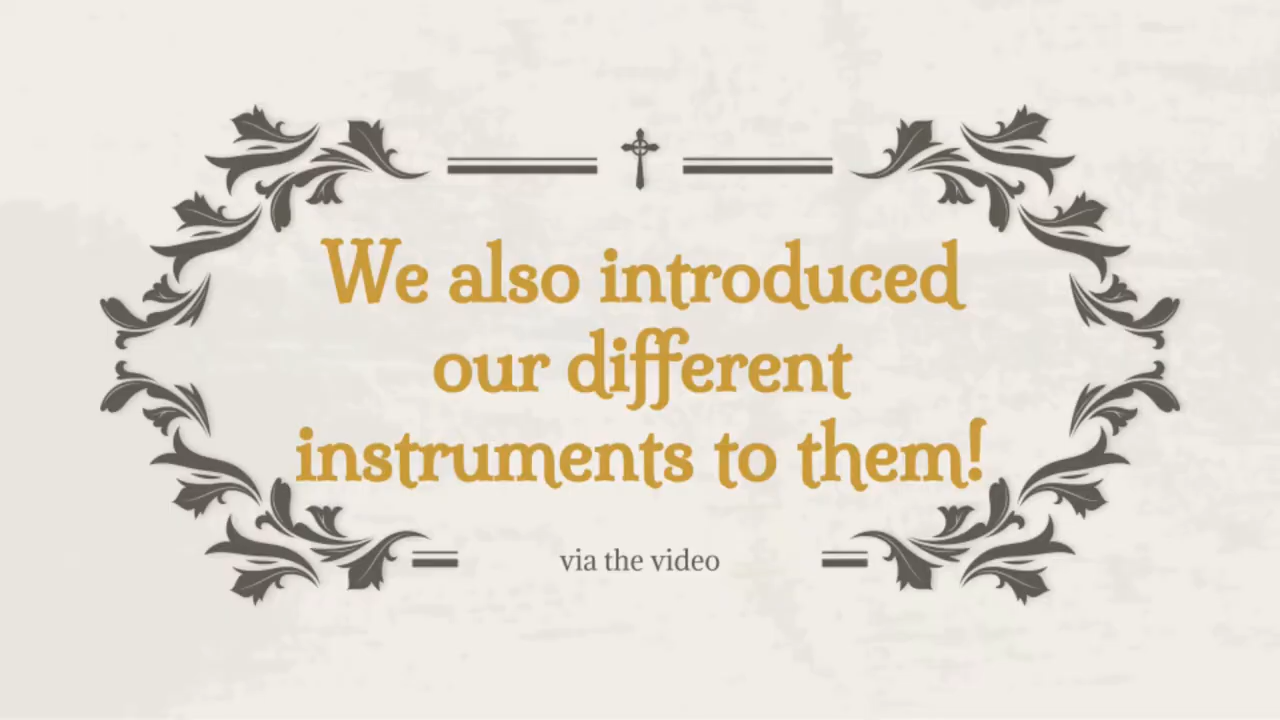 We also introduced
our different
instruments to them!
via the video